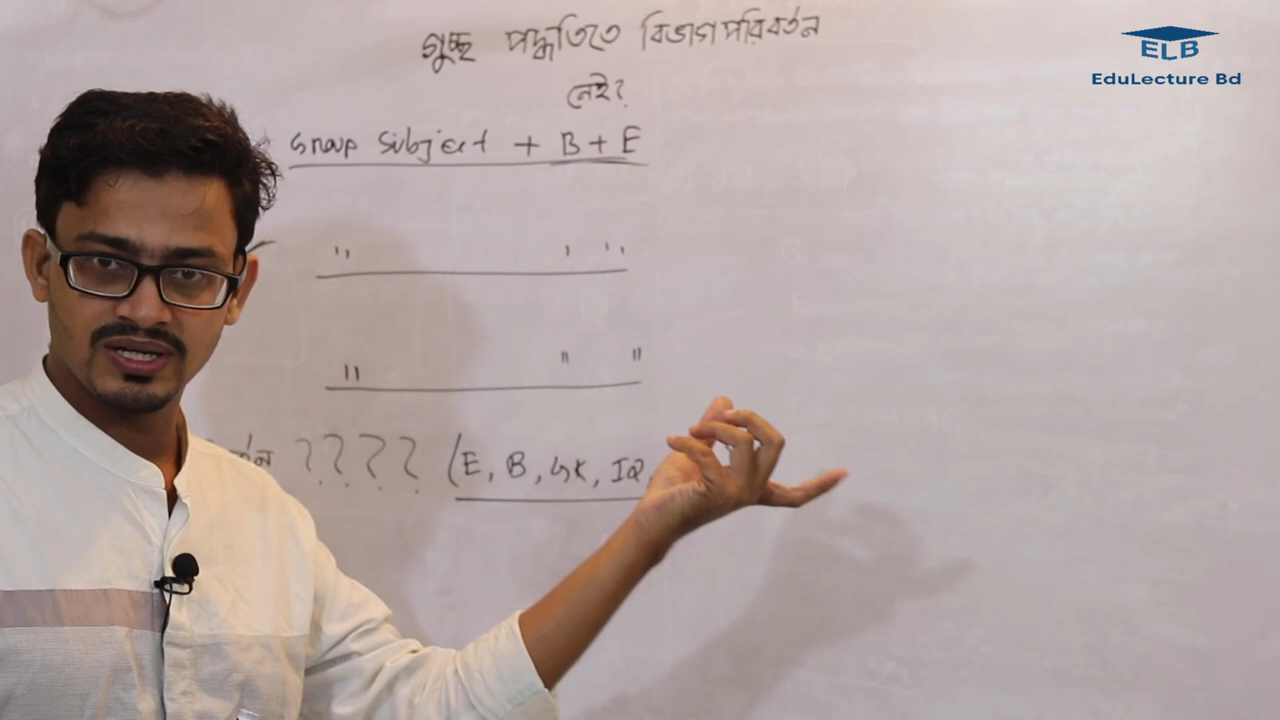 গুচ্ছ পদ্ধতিতে বিভাগ পরিবর্তন
নেই?
ELB
EduLecture Bd
Group Subject + B + E
" " "
" " "
???? (E, B, GK, IQ,